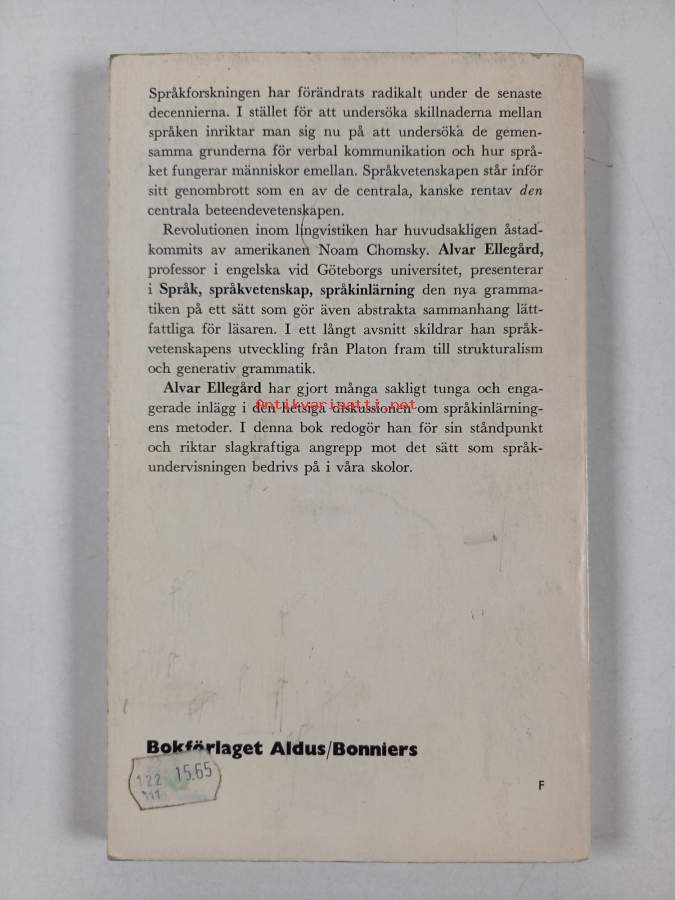 Språkforskningen har förändrats radikalt under de senaste
decennierna. I stället för att undersöka skillnaderna mellan
språken inriktar man sig nu på att undersöka de gemen-
samma grunderna för verbal kommunikation och hur språ-
ket fungerar människor emellan. Språkvetenskapen står inför
sitt genombrott som en av de centrala, kanske rentav den
centrala beteendevetenskapen.
Revolutionen inom lingvistiken har huvudsakligen åstad-
kommits av amerikanen Noam Chomsky. Alvar Ellegård,
professor i engelska vid Göteborgs universitet, presenterar
i Språk, språkvetenskap, språkinlärning den nya gramma-
tiken på ett sätt som gör även abstrakta sammanhang lätt-
fattliga för läsaren. I ett långt avsnitt skildrar han språk-
vetenskapens utveckling från Platon fram till strukturalism
och generativ grammatik.
Alvar Ellegård har gjort många sakligt tunga och enga-
gerade inlägg i den hetsiga diskussionen om språkinlärning-
Antikvariaatti.net
ens metoder. I denna bok redogör han för sin ståndpunkt
och riktar slagkraftiga angrepp mot det sätt som språk-
undervisningen bedrivs på i våra skolor.
Bokförlaget Aldus/Bonniers
122 15.65
F